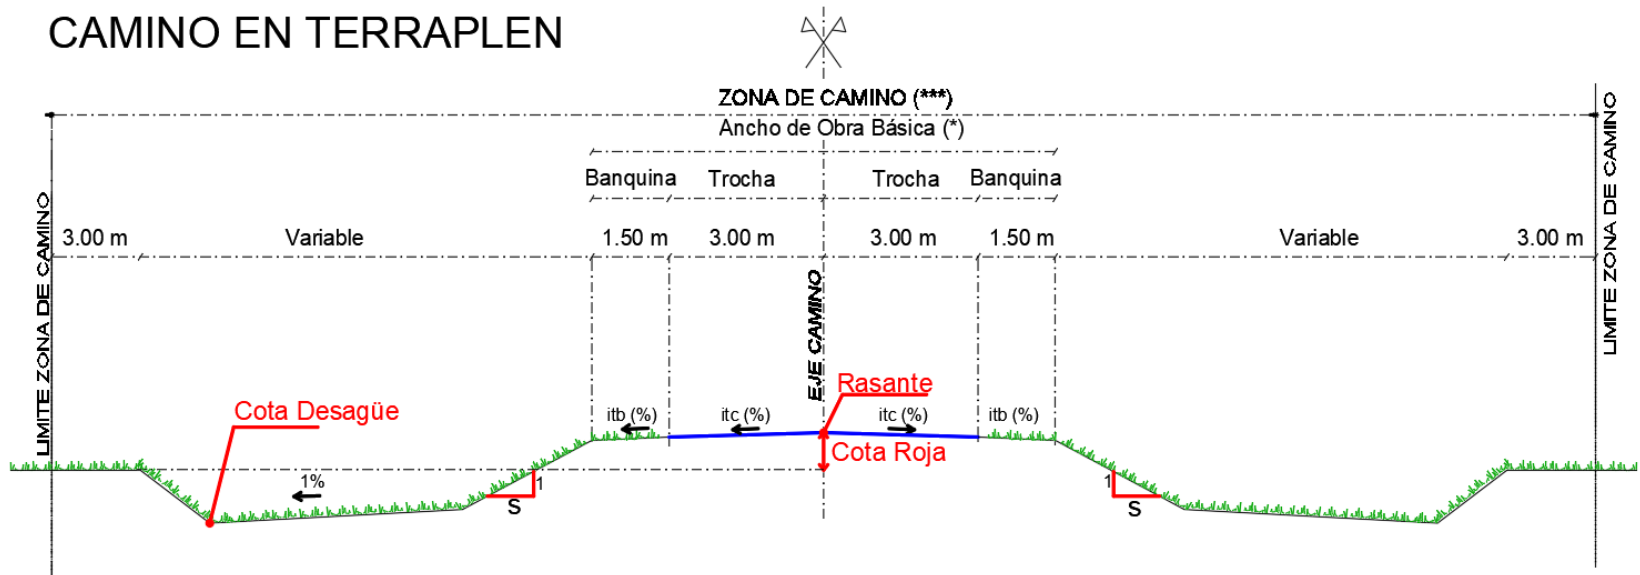 CAMINO EN TERRAPLEN
ZONA DE CAMINO (***)
Ancho de Obra Básica (*)
Banquina Trocha Trocha Banquina
3.00 m Variable 1.50 m 3.00 m 3.00 m 1.50 m Variable 3.00 m
LIMITE ZONA DE CAMINO
EJE CAMINO
LIMITE ZONA DE CAMINO
Rasante
Cota Desagüe
itb (%) itc (%) itc (%) itb (%)
Cota Roja
1% 1 1
S S